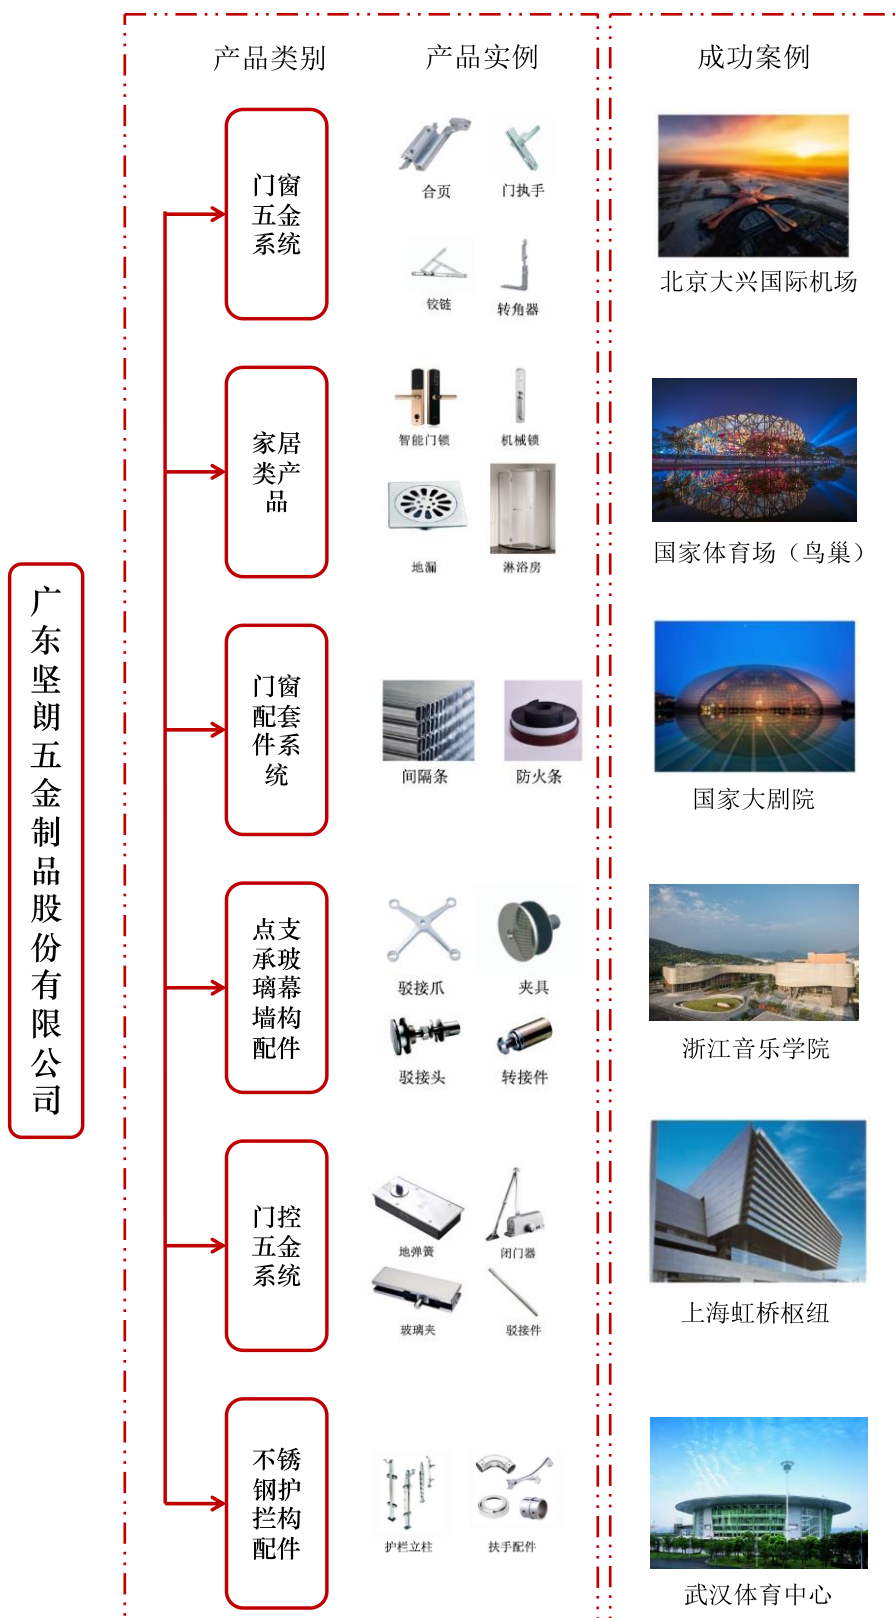 产品类别
产品实例
成功案例
广东坚朗五金制品股份有限公司
门窗
五金
系统
合页
门执手
铰链
转角器
北京大兴国际机场
家居
类产
品
智能门锁
机械锁
地漏
淋浴房
国家体育场（鸟巢）
门窗
配套
件系
统
间隔条
防火条
国家大剧院
点支
承玻
璃幕
墙构
配件
驳接爪
夹具
驳接头
转接件
浙江音乐学院
门控
五金
系统
地弹簧
闭门器
玻璃夹
驳接件
上海虹桥枢纽
不锈
钢护
拦构
配件
护栏立柱
扶手配件
武汉体育中心